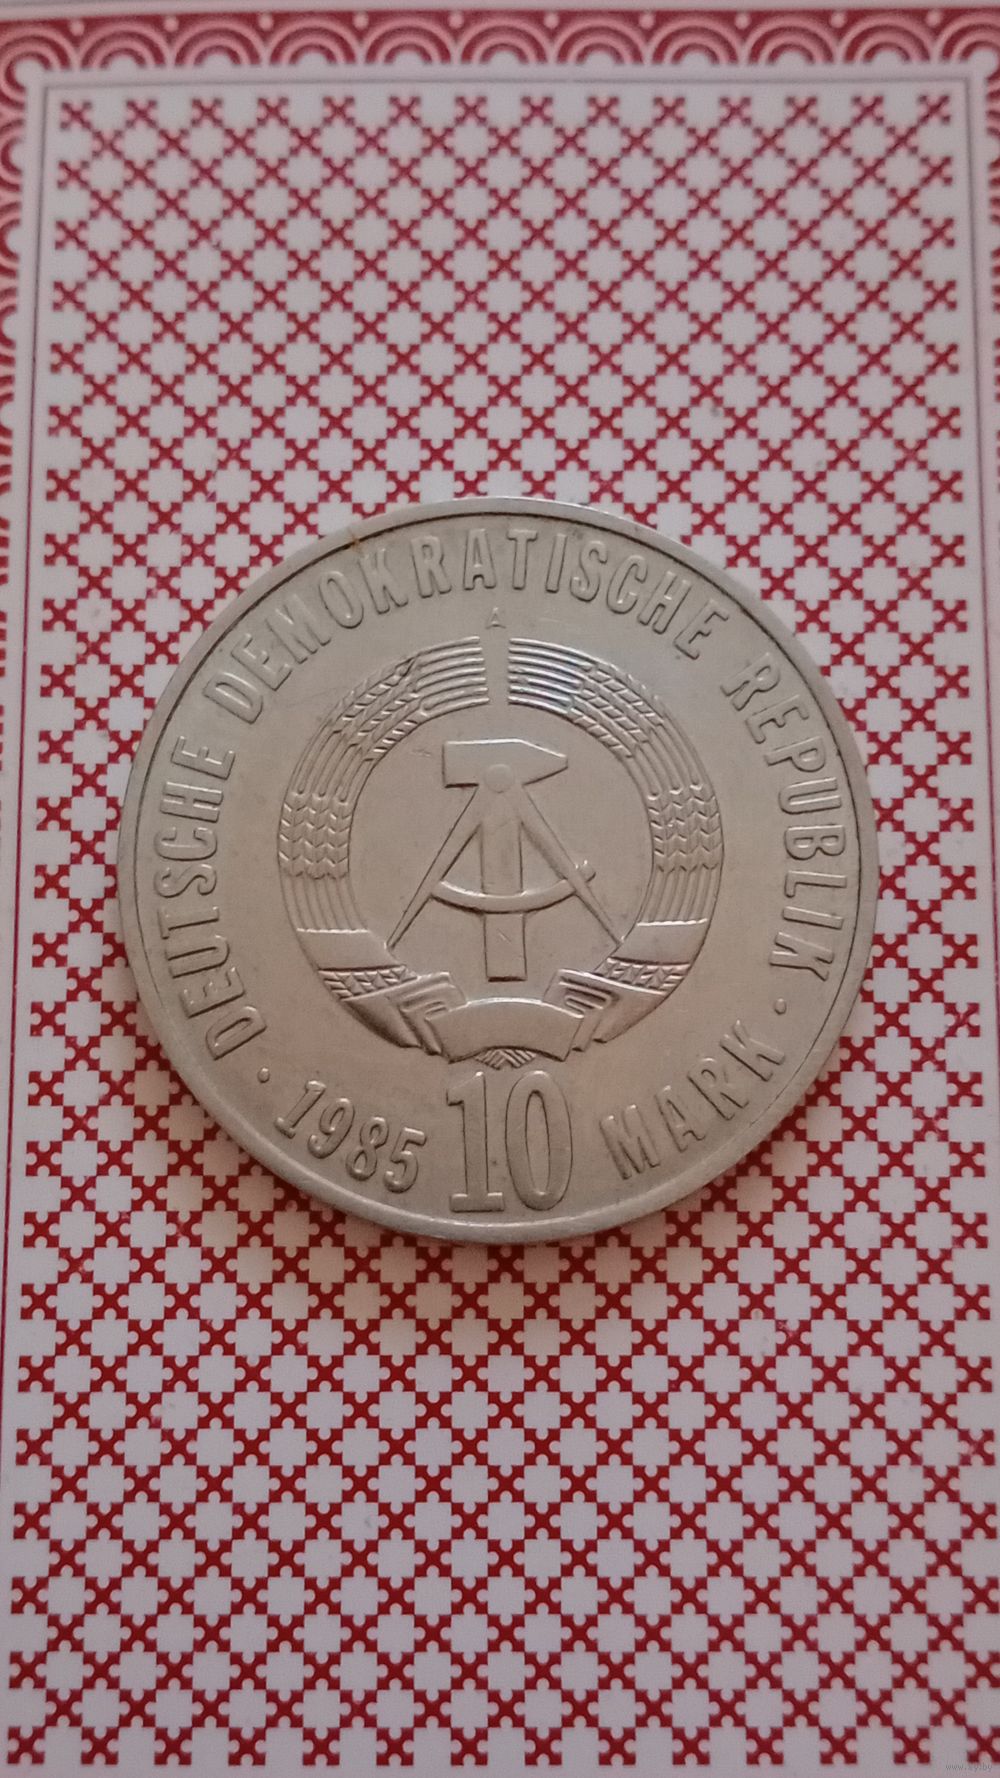 DEUTSCHE DEMOKRATISCHE REPUBLIK
A
· 1985 10 MARK ·